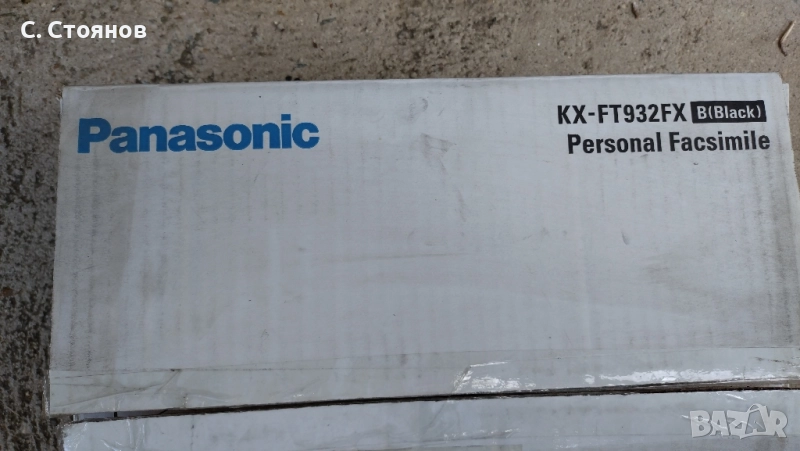 С. Стоянов
Panasonic
KX-FT932FX B(Black)
Personal Facsimile
BAZAR